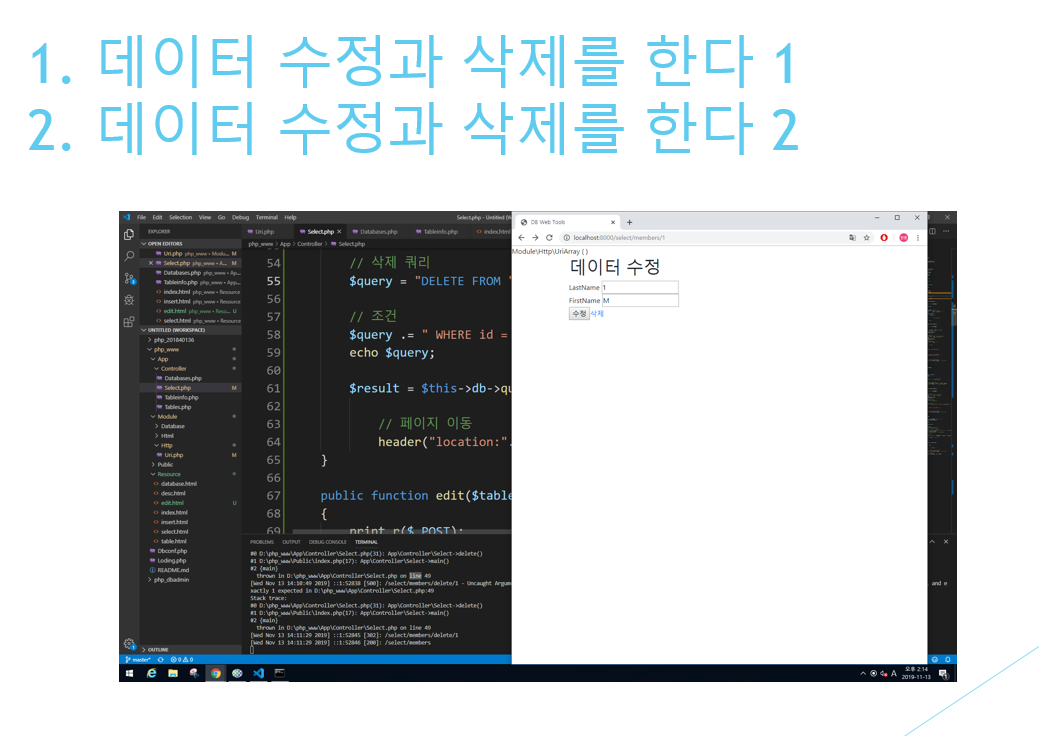 1. 데이터 수정과 삭제를 한다 1
2. 데이터 수정과 삭제를 한다 2
File Edit Selection View Go Debug Terminal Help
Select.php - Untitled (W
EXPLORER
OPEN EDITORS
Uri.php php_www • Modu... M
Select.php php_www • A... M
Databases.php php_www • Ap...
Tableinfo.php php_www • App...
index.html php_www • Resource
insert.html php_www • Resource
edit.html php_www • Reso... U
select.html php_www • Resource
UNTITLED (WORKSPACE)
php_201840136
php_www
App
Controller
Databases.php
Select.php M
Tableinfo.php
Tables.php
Module
Database
Html
Http
Uri.php M
Public
Resource
database.html
desc.html
edit.html U
index.html
insert.html
select.html
table.html
Dbconf.php
Loding.php
README.md
php_dbadmin
OUTLINE
master*
0 0
Uri.php Select.php Databases.php Tableinfo.php index.html
php_www > App > Controller > Select.php
54 // 삭제 쿼리
55 $query = "DELETE FROM "
56
57 // 조건
58 $query .= " WHERE id =
59 echo $query;
60
61 $result = $this->db->qu
62
63 // 페이지 이동
64 header("location:".
65 }
66
67 public function edit($table
68 {
69 print_r($_POST);
PROBLEMS OUTPUT DEBUG CONSOLE TERMINAL
#0 D:\php_www\App\Controller\Select.php(31): App\Controller\Select->delete()
#1 D:\php_www\Public\index.php(17): App\Controller\Select->main()
#2 {main}
thrown in D:\php_www\App\Controller\Select.php on line 49
[Wed Nov 13 14:10:49 2019] ::1:52838 [500]: /select/members/delete/1 - Uncaught Argum
xactly 1 expected in D:\php_www\App\Controller\Select.php:49
Stack trace:
#0 D:\php_www\App\Controller\Select.php(31): App\Controller\Select->delete()
#1 D:\php_www\Public\index.php(17): App\Controller\Select->main()
#2 {main}
thrown in D:\php_www\App\Controller\Select.php on line 49
[Wed Nov 13 14:11:29 2019] ::1:52845 [302]: /select/members/delete/1
[Wed Nov 13 14:11:29 2019] ::1:52846 [200]: /select/members
and e
DB Web Tools
localhost:8000/select/members/1
Module\Http\UriArray ( )
데이터 수정
LastName 1
FirstName M
수정 삭제
A 오후 2:14
2019-11-13